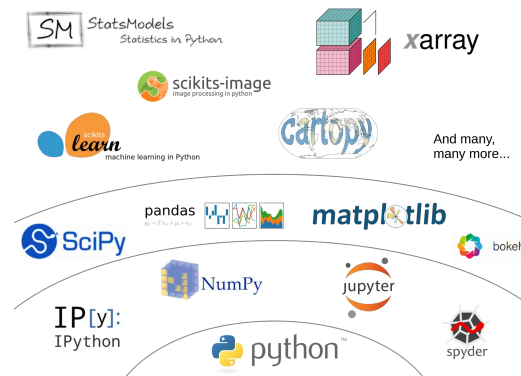 SM StatsModels
Statistics in Python
xarray
scikits-image
image processing in python
scikits
learn
machine learning in Python
cartopy
And many,
many more...
pandas
matplotlib
SciPy
bokeh
NumPy
jupyter
IP[y]:
IPython
python™
spyder